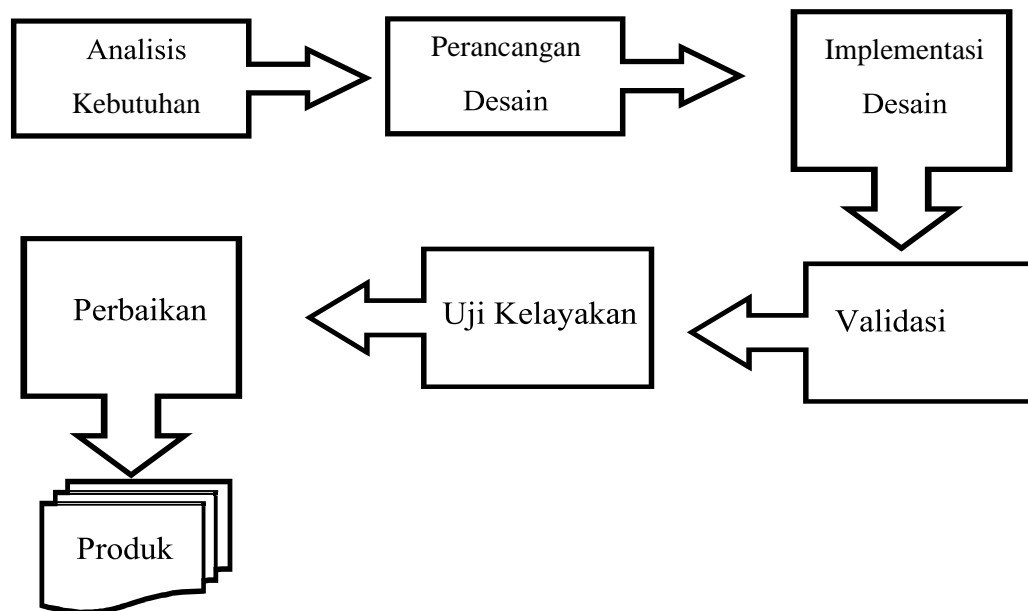 Analisis
Kebutuhan
Perancangan
Desain
Implementasi
Desain
Validasi
Uji Kelayakan
Perbaikan
Produk